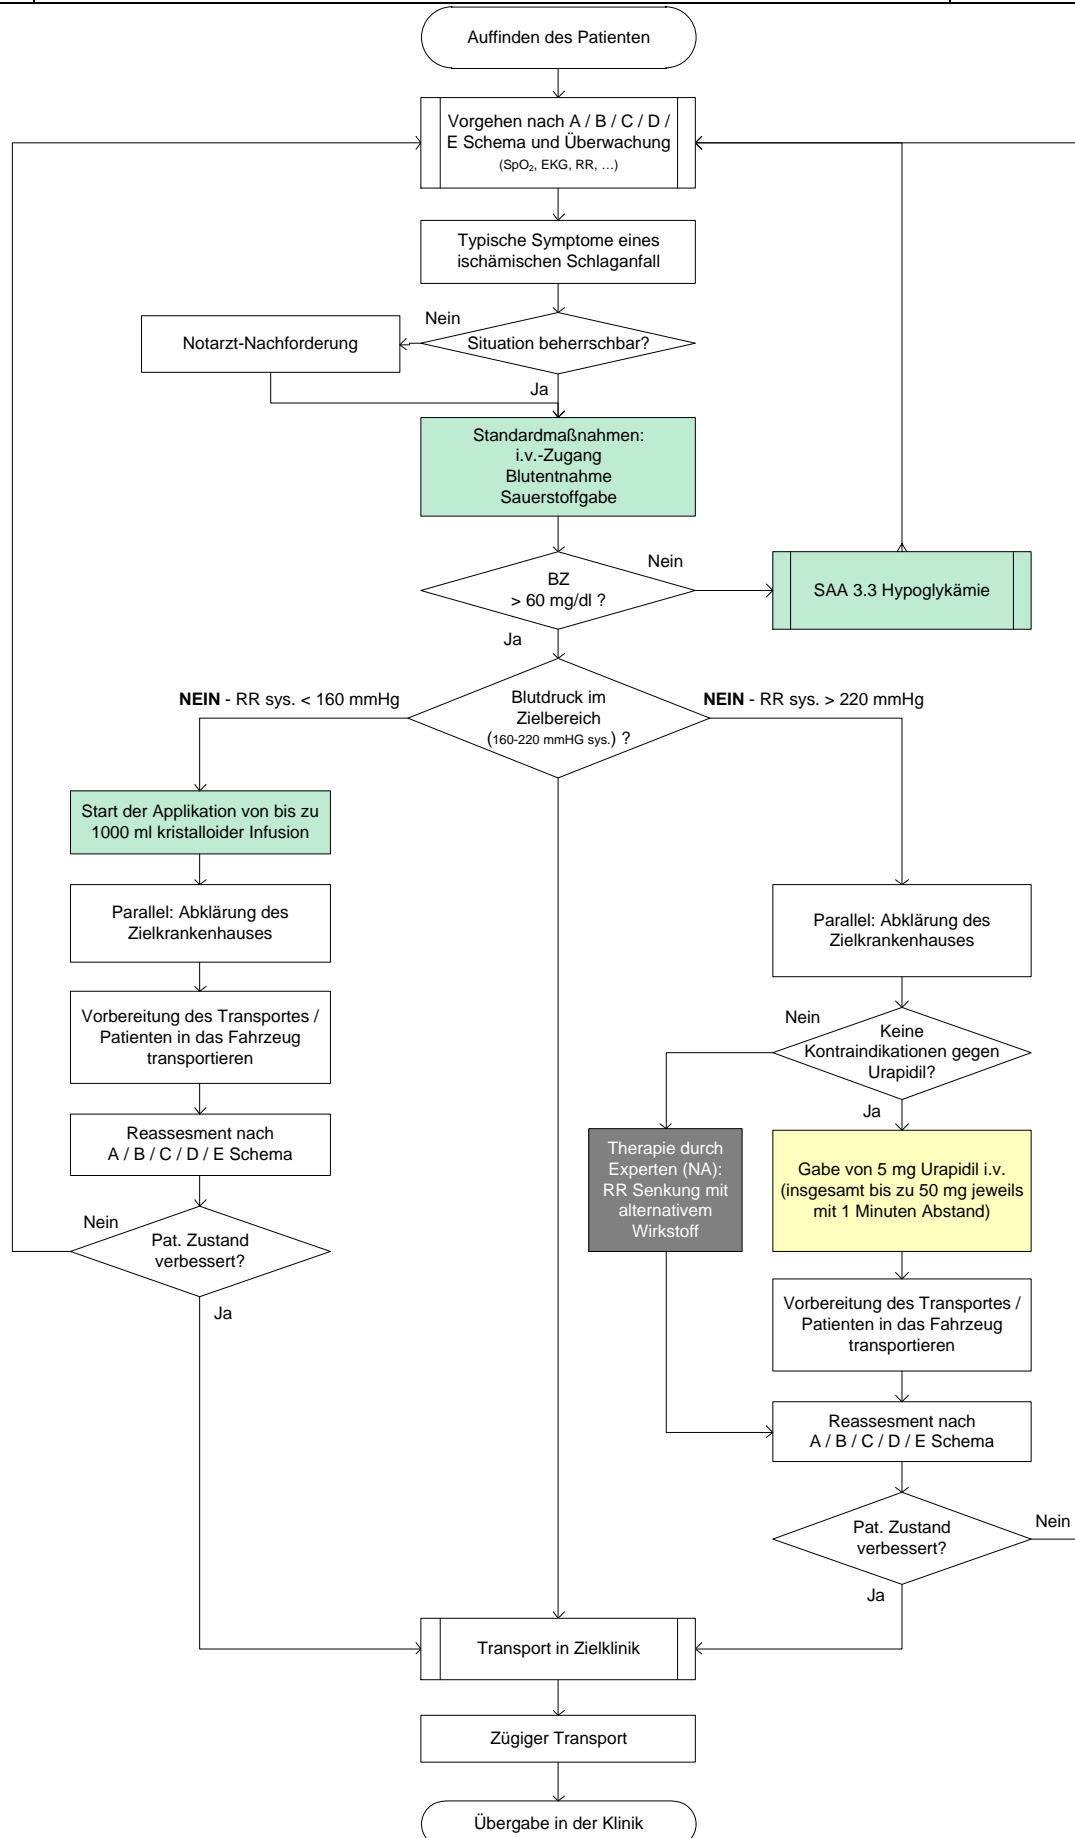 Auffinden des Patienten
Vorgehen nach A / B / C / D /
E Schema und Überwachung
(SpO₂, EKG, RR, …)
Typische Symptome eines
ischämischen Schlaganfall
Nein
Notarzt-Nachforderung
Situation beherrschbar?
Ja
Standardmaßnahmen:
i.v.-Zugang
Blutentnahme
Sauerstoffgabe
BZ
> 60 mg/dl ?
Nein
SAA 3.3 Hypoglykämie
Ja
NEIN - RR sys. < 160 mmHg
Blutdruck im
Zielbereich
(160-220 mmHG sys.) ?
NEIN - RR sys. > 220 mmHg
Start der Applikation von bis zu
1000 ml kristalloider Infusion
Parallel: Abklärung des
Zielkrankenhauses
Vorbereitung des Transportes /
Patienten in das Fahrzeug
transportieren
Reassesment nach
A / B / C / D / E Schema
Nein
Pat. Zustand
verbessert?
Ja
Parallel: Abklärung des
Zielkrankenhauses
Nein
Keine
Kontraindikationen gegen
Urapidil?
Ja
Therapie durch
Experten (NA):
RR Senkung mit
alternativem
Wirkstoff
Gabe von 5 mg Urapidil i.v.
(insgesamt bis zu 50 mg jeweils
mit 1 Minuten Abstand)
Vorbereitung des Transportes /
Patienten in das Fahrzeug
transportieren
Reassesment nach
A / B / C / D / E Schema
Pat. Zustand
verbessert?
Nein
Ja
Transport in Zielklinik
Zügiger Transport
Übergabe in der Klinik